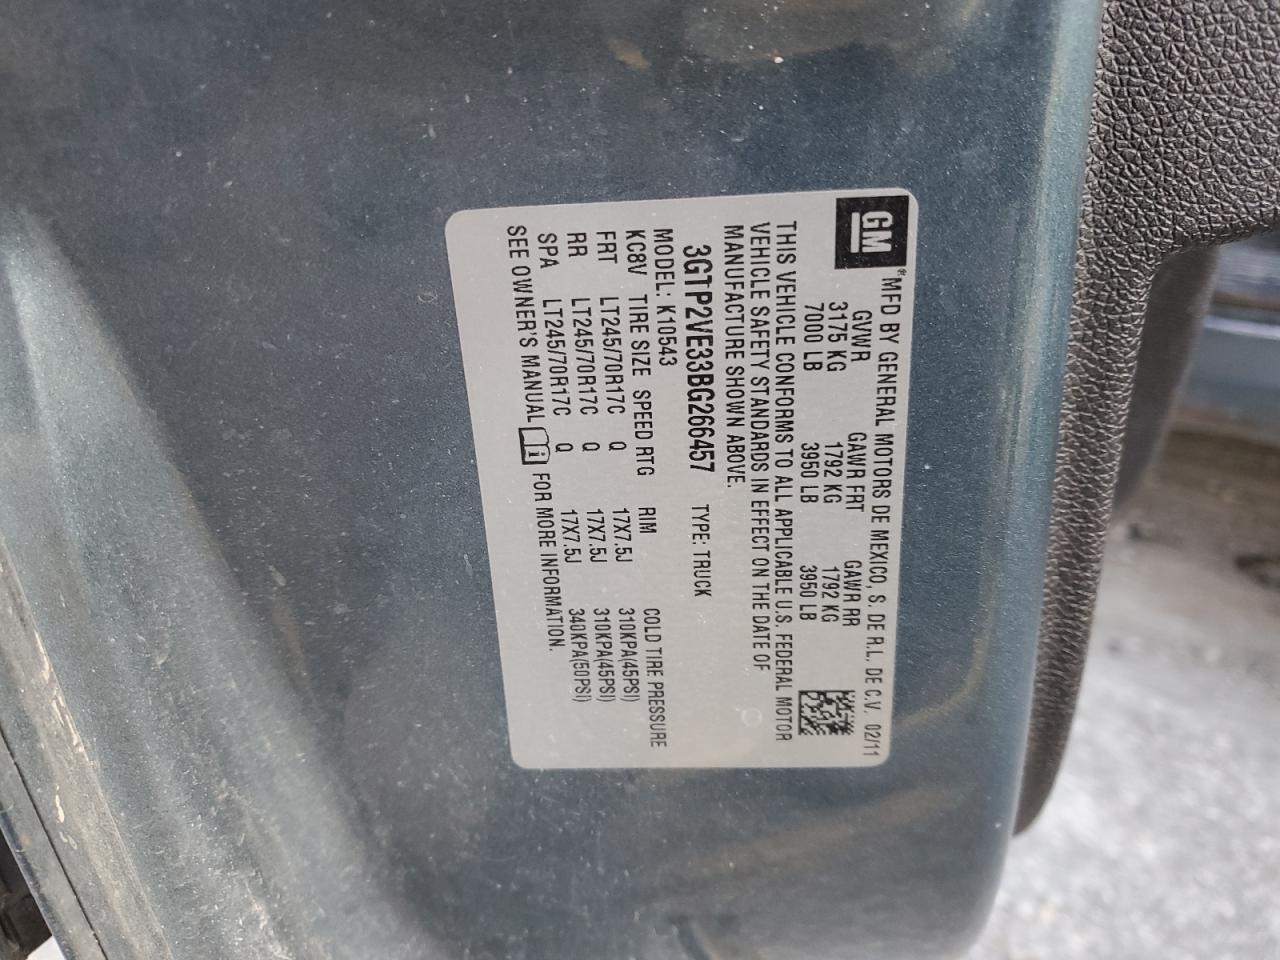 GM
® MFD BY GENERAL MOTORS DE MEXICO, S. DE R.L. DE C.V. 02/11
GVWR GAWR FRT GAWR RR
3175 KG 1792 KG 1792 KG
7000 LB 3950 LB 3950 LB
THIS VEHICLE CONFORMS TO ALL APPLICABLE U.S. FEDERAL MOTOR
VEHICLE SAFETY STANDARDS IN EFFECT ON THE DATE OF
MANUFACTURE SHOWN ABOVE.
3GTP2VE33BG266457 TYPE: TRUCK
MODEL: K10543
KC8V TIRE SIZE SPEED RTG RIM COLD TIRE PRESSURE
FRT LT245/70R17C Q 17X7.5J 310KPA(45PSI)
RR LT245/70R17C Q 17X7.5J 310KPA(45PSI)
SPA LT245/70R17C Q 17X7.5J 340KPA(50PSI)
SEE OWNER'S MANUAL FOR MORE INFORMATION.